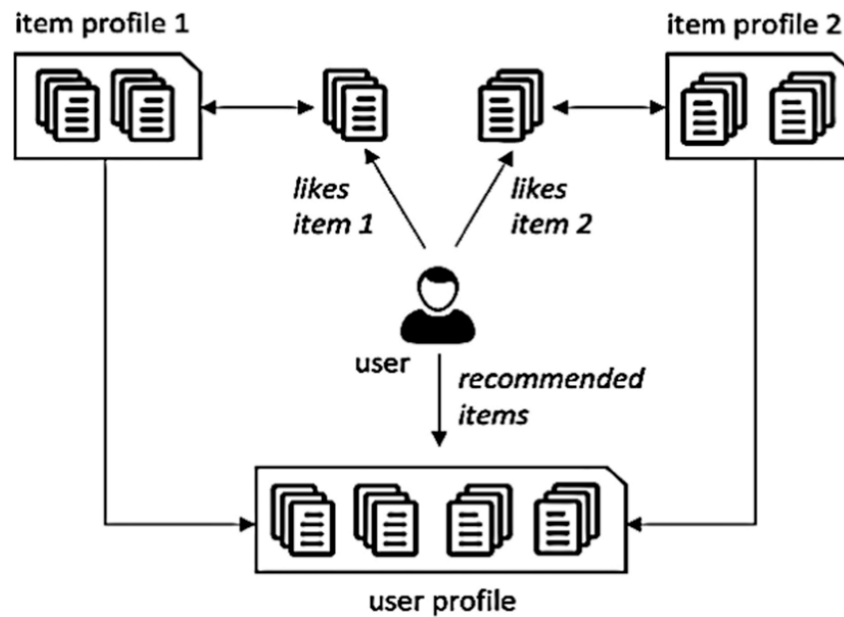 item profile 1
item profile 2
likes
item 1
likes
item 2
user
recommended
items
user profile